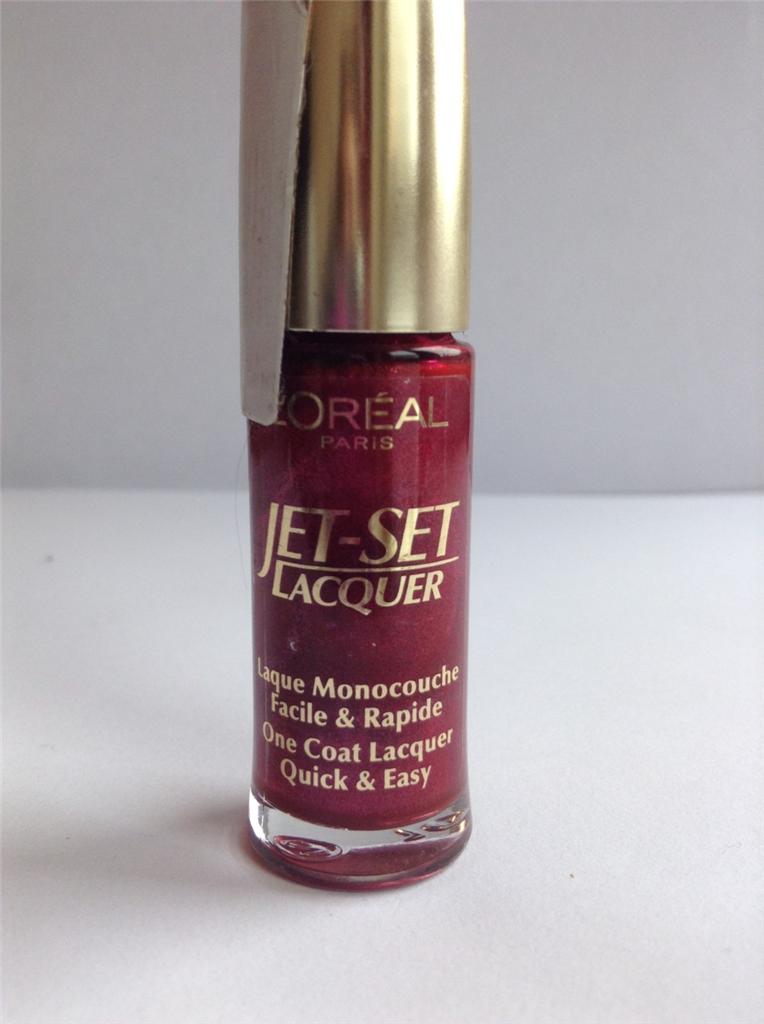 L'ORÉAL
PARIS
JET-SET
LACQUER
Laque Monocouche
Facile & Rapide
One Coat Lacquer
Quick & Easy